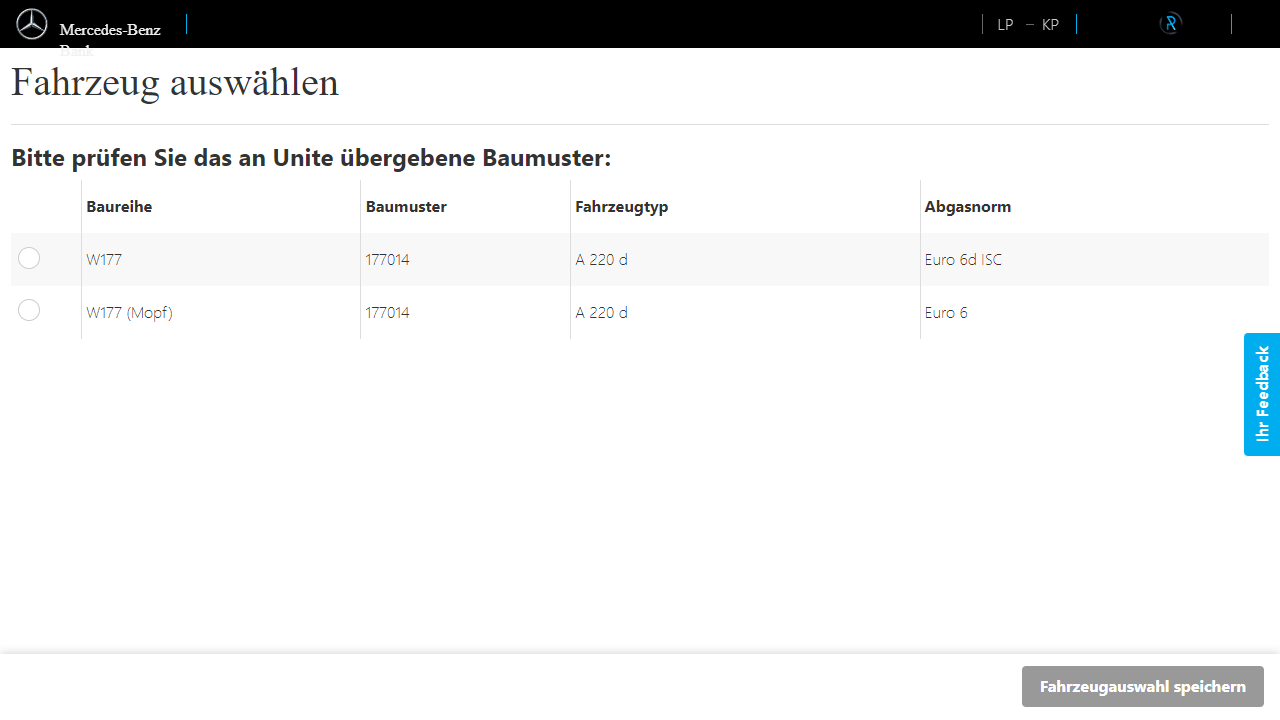 Mercedes-Benz
Bank
LP – KP
Fahrzeug auswählen
Bitte prüfen Sie das an Unite übergebene Baumuster:
Baureihe Baumuster Fahrzeugtyp Abgasnorm
W177 177014 A 220 d Euro 6d ISC
W177 (Mopf) 177014 A 220 d Euro 6
Ihr Feedback
Fahrzeugauswahl speichern